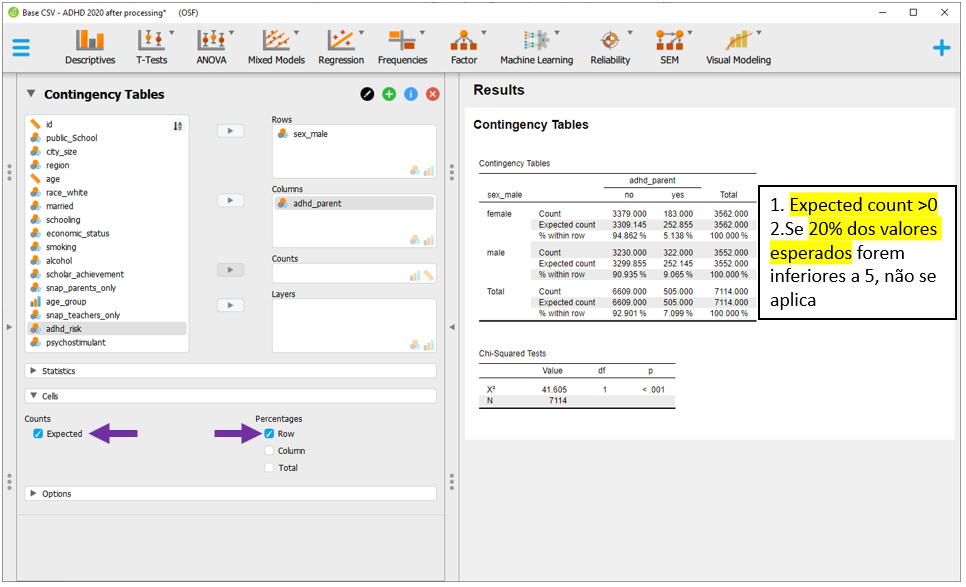 Base CSV - ADHD 2020 after processing* (OSF)
Descriptives T-Tests ANOVA Mixed Models Regression Frequencies Factor Machine Learning Reliability SEM Visual Modeling
Contingency Tables
id
public_School
city_size
region
age
race_white
married
schooling
economic_status
smoking
alcohol
scholar_achievement
snap_parents_only
age_group
snap_teachers_only
adhd_risk
psychostimulant
Rows
sex_male
Columns
adhd_parent
Counts
Layers
Statistics
Cells
Counts
Expected
Percentages
Row
Column
Total
Options
Results
Contingency Tables
Contingency Tables
adhd_parent
sex_male no yes Total
female Count 3379.000 183.000 3562.000
Expected count 3309.145 252.855 3562.000
% within row 94.862 % 5.138 % 100.000 %
male Count 3230.000 322.000 3552.000
Expected count 3299.855 252.145 3552.000
% within row 90.935 % 9.065 % 100.000 %
Total Count 6609.000 505.000 7114.000
Expected count 6609.000 505.000 7114.000
% within row 92.901 % 7.099 % 100.000 %
Chi-Squared Tests
Value df p
X² 41.605 1 < .001
N 7114
1. Expected count >0
2.Se 20% dos valores
esperados forem
inferiores a 5, não se
aplica